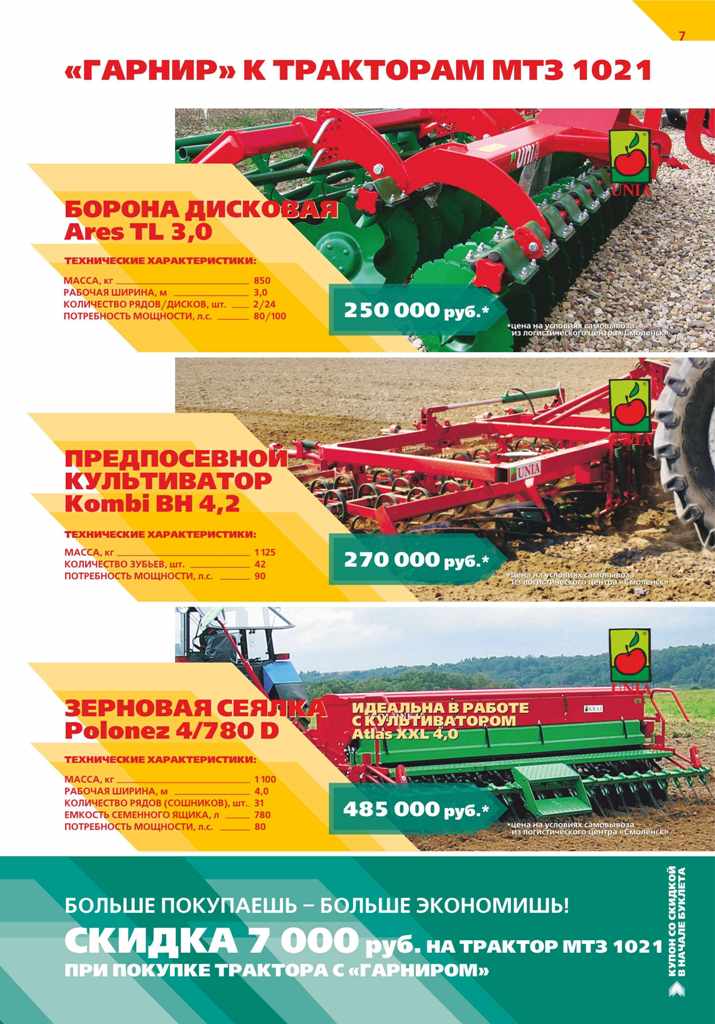 7
«ГАРНИР» К ТРАКТОРАМ МТЗ 1021
UNIA
UNIA
БОРОНА ДИСКОВАЯ
Ares TL 3,0
ТЕХНИЧЕСКИЕ ХАРАКТЕРИСТИКИ:
МАССА, кг 850
РАБОЧАЯ ШИРИНА, м 3,0
КОЛИЧЕСТВО РЯДОВ/ДИСКОВ, шт. 2/24
ПОТРЕБНОСТЬ МОЩНОСТИ, л.с. 80/100
250 000 руб.*
*цена на условиях самовывоза
из логистического центра «Смоленск»
UNIA
UNIA
ПРЕДПОСЕВНОЙ
КУЛЬТИВАТОР
Kombi BH 4,2
ТЕХНИЧЕСКИЕ ХАРАКТЕРИСТИКИ:
МАССА, кг 1125
КОЛИЧЕСТВО ЗУБЬЕВ, шт. 42
ПОТРЕБНОСТЬ МОЩНОСТИ, л.с. 90
270 000 руб.*
*цена на условиях самовывоза
из логистического центра «Смоленск»
UNIA
UNIA
ЗЕРНОВАЯ СЕЯЛКА
Polonez 4/780 D
ИДЕАЛЬНА В РАБОТЕ
С КУЛЬТИВАТОРОМ
Atlas XXL 4,0
ТЕХНИЧЕСКИЕ ХАРАКТЕРИСТИКИ:
МАССА, кг 1100
РАБОЧАЯ ШИРИНА, м 4,0
КОЛИЧЕСТВО РЯДОВ (СОШНИКОВ), шт. 31
ЕМКОСТЬ СЕМЕННОГО ЯЩИКА, л 780
ПОТРЕБНОСТЬ МОЩНОСТИ, л.с. 80
485 000 руб.*
*цена на условиях самовывоза
из логистического центра «Смоленск»
БОЛЬШЕ ПОКУПАЕШЬ – БОЛЬШЕ ЭКОНОМИШЬ!
СКИДКА 7 000 руб. НА ТРАКТОР МТЗ 1021
ПРИ ПОКУПКЕ ТРАКТОРА С «ГАРНИРОМ»
КУПОН СО СКИДКОЙ
В НАЧАЛЕ БУКЛЕТА